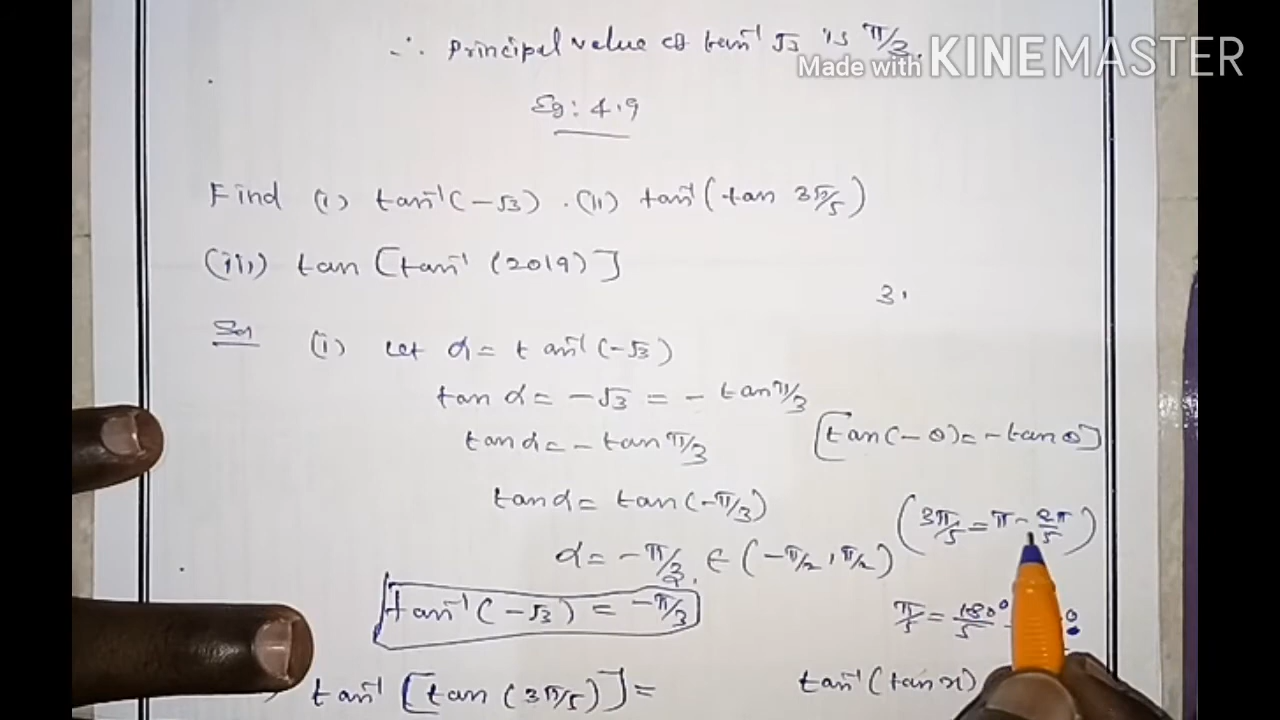 ∴ Principal value of tan⁻¹ √3 is π/3.
Made with KINEMASTER
Eg: 4.9
Find (i) tan⁻¹(-√3) . (ii) tan⁻¹(tan 3π/5)
(iii) tan [tan⁻¹ (2019)]
3.
Son (i) Let α = tan⁻¹(-√3)
tan α = -√3 = - tan π/3
tan α = - tan π/3 [tan(-θ) = -tan θ]
tan α = tan(-π/3)
(3π/5 = π - 2π/5)
α = -π/3 ∈ (-π/2, π/2)
tan⁻¹(-√3) = -π/3
π/5 = 180°/5
tan⁻¹ [tan (3π/5)] = tan⁻¹(tan x)